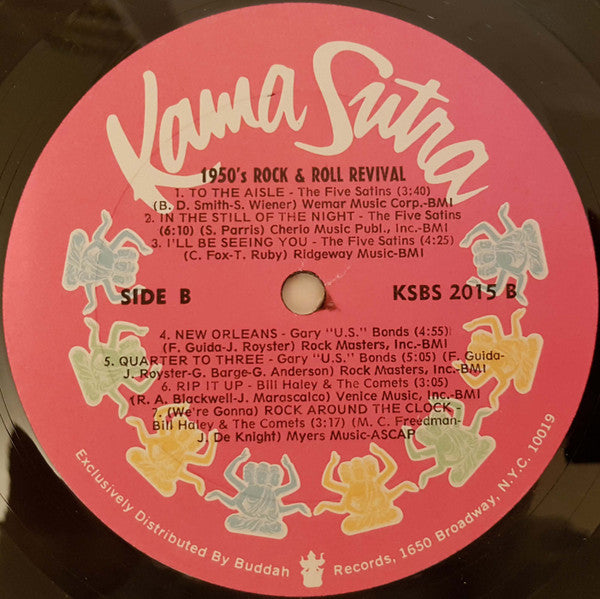 Kama Sutra
1950's ROCK & ROLL REVIVAL
1. TO THE AISLE - The Five Satins (3:40)
(B. D. Smith-S. Wiener) Wemar Music Corp.-BMI
2. IN THE STILL OF THE NIGHT - The Five Satins
(6:10) (S. Parris) Cherio Music Publ., Inc.-BMI
3. I'LL BE SEEING YOU - The Five Satins (4:25)
(C. Fox-T. Ruby) Ridgeway Music-BMI
SIDE B
KSBS 2015 B
4. NEW ORLEANS - Gary "U.S." Bonds (4:55)
(F. Guida-J. Royster) Rock Masters, Inc.-BMI
5. QUARTER TO THREE - Gary "U.S." Bonds (5:05) (F. Guida-
J. Royster-G. Barge-G. Anderson) Rock Masters, Inc.-BMI
6. RIP IT UP - Bill Haley & The Comets (3:05)
(R. A. Blackwell-J. Marascalco) Venice Music, Inc.-BMI
7. (We're Gonna) ROCK AROUND THE CLOCK -
Bill Haley & The Comets (3:17) (M. C. Freedman-
J. De Knight) Myers Music-ASCAP
Exclusively Distributed By Buddah Records, 1650 Broadway, N.Y.C. 10019